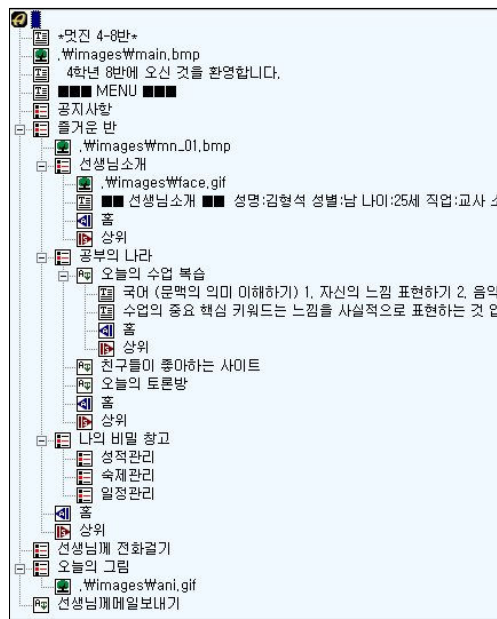 *멋진 4-8반*
.₩images₩main.bmp
4학년 8반에 오신 것을 환영합니다.
■■■ MENU ■■■
공지사항
즐거운 반
.₩images₩mn_01.bmp
선생님소개
.₩images₩face.gif
■■ 선생님소개 ■■ 성명:김형석 성별:남 나이:25세 직업:교사 소
홈
상위
공부의 나라
오늘의 수업 복습
국어 (문맥의 의미 이해하기) 1. 자신의 느낌 표현하기 2. 음악
수업의 중요 핵심 키워드는 느낌을 사실적으로 표현하는 것 입
홈
상위
친구들이 좋아하는 사이트
오늘의 토론방
홈
상위
나의 비밀 창고
성적관리
숙제관리
일정관리
홈
상위
선생님께 전화걸기
오늘의 그림
.₩images₩ani.gif
선생님께메일보내기